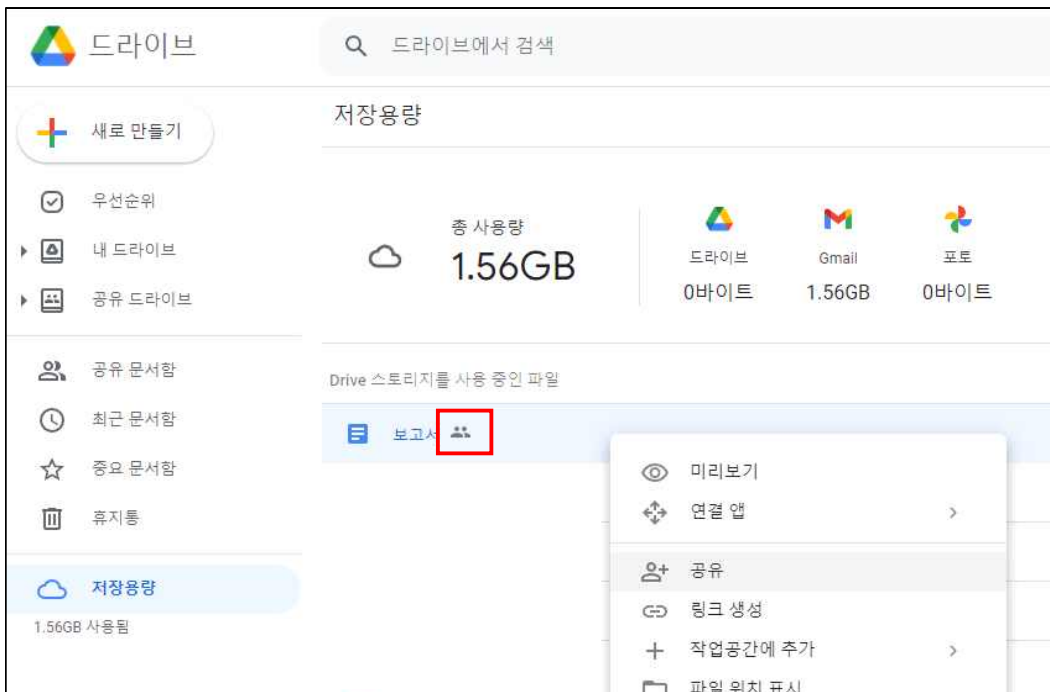 드라이브
드라이브에서 검색
새로 만들기
우선순위
내 드라이브
공유 드라이브
공유 문서함
최근 문서함
중요 문서함
휴지통
저장용량
1.56GB 사용됨
저장용량
총 사용량
1.56GB
드라이브
0바이트
Gmail
1.56GB
포토
0바이트
Drive 스토리지를 사용 중인 파일
보고서
미리보기
연결 앱
공유
링크 생성
작업공간에 추가
파일 위치 표시